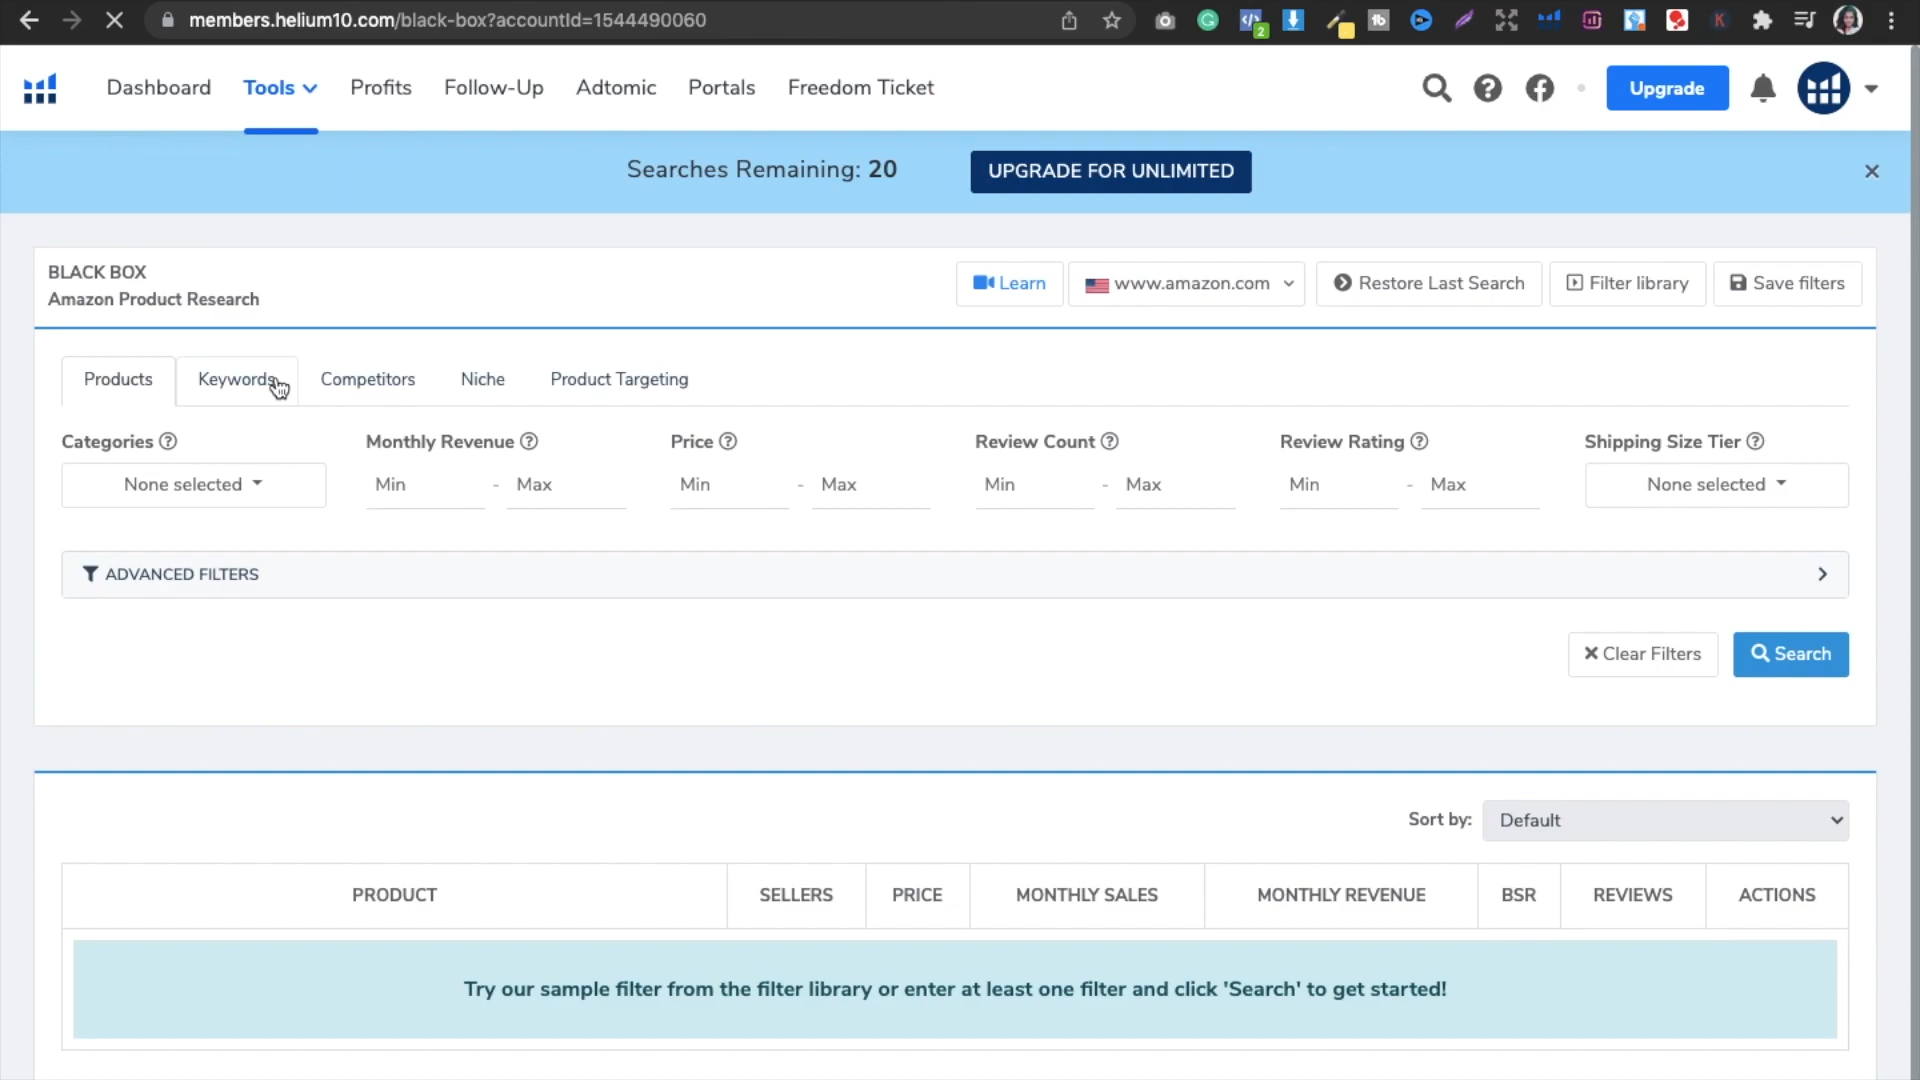 members.helium10.com/black-box?accountId=1544490060
2
Dashboard Tools Profits Follow-Up Adtomic Portals Freedom Ticket Upgrade
Searches Remaining: 20 UPGRADE FOR UNLIMITED
BLACK BOX
Amazon Product Research
Learn www.amazon.com Restore Last Search Filter library Save filters
Products Keywords Competitors Niche Product Targeting
Categories Monthly Revenue Price Review Count Review Rating Shipping Size Tier
None selected Min - Max Min - Max Min - Max Min - Max None selected
ADVANCED FILTERS
Clear Filters Search
Sort by: Default
PRODUCT SELLERS PRICE MONTHLY SALES MONTHLY REVENUE BSR REVIEWS ACTIONS
Try our sample filter from the filter library or enter at least one filter and click 'Search' to get started!